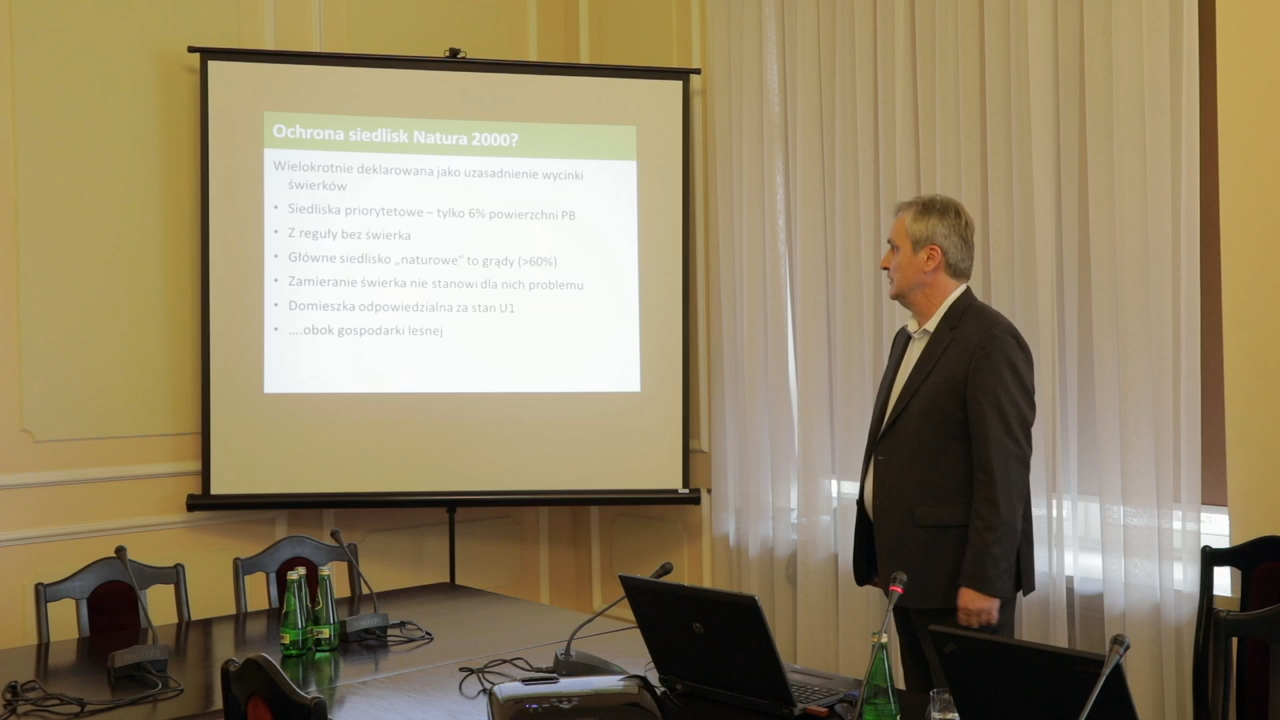 Ochrona siedlisk Natura 2000?
Wielokrotnie deklarowana jako uzasadnienie wycinki
świerków
• Siedliska priorytetowe – tylko 6% powierzchni PB
• Z reguły bez świerka
• Główne siedlisko „naturowe” to grądy (>60%)
• Zamieranie świerka nie stanowi dla nich problemu
• Domieszka odpowiedzialna za stan U1
• ....obok gospodarki leśnej